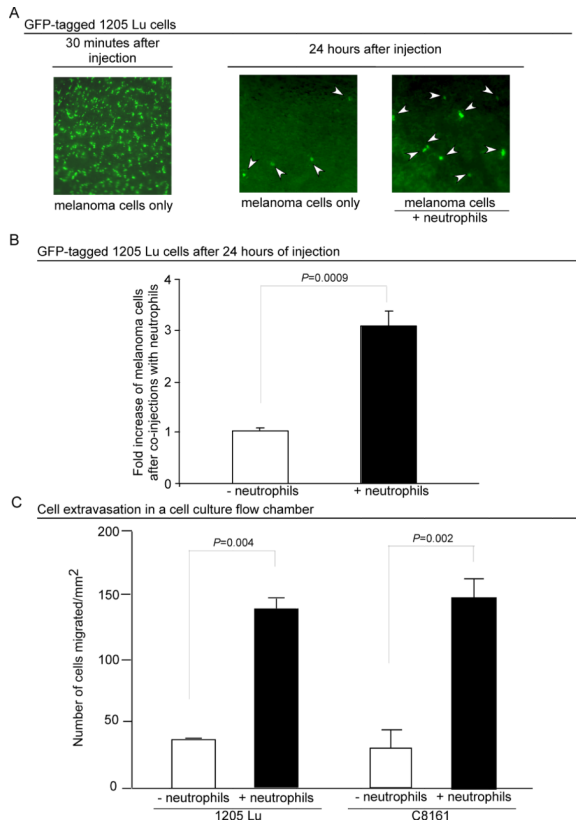 A
GFP-tagged 1205 Lu cells
30 minutes after
injection
24 hours after injection
melanoma cells only
melanoma cells only
melanoma cells
+ neutrophils
B
GFP-tagged 1205 Lu cells after 24 hours of injection
Fold increase of melanoma cells
after co-injections with neutrophils
4
3
2
1
0
P=0.0009
- neutrophils
+ neutrophils
C
Cell extravasation in a cell culture flow chamber
Number of cells migrated/mm2
200
150
100
50
0
P=0.004
P=0.002
- neutrophils + neutrophils
- neutrophils + neutrophils
1205 Lu
C8161